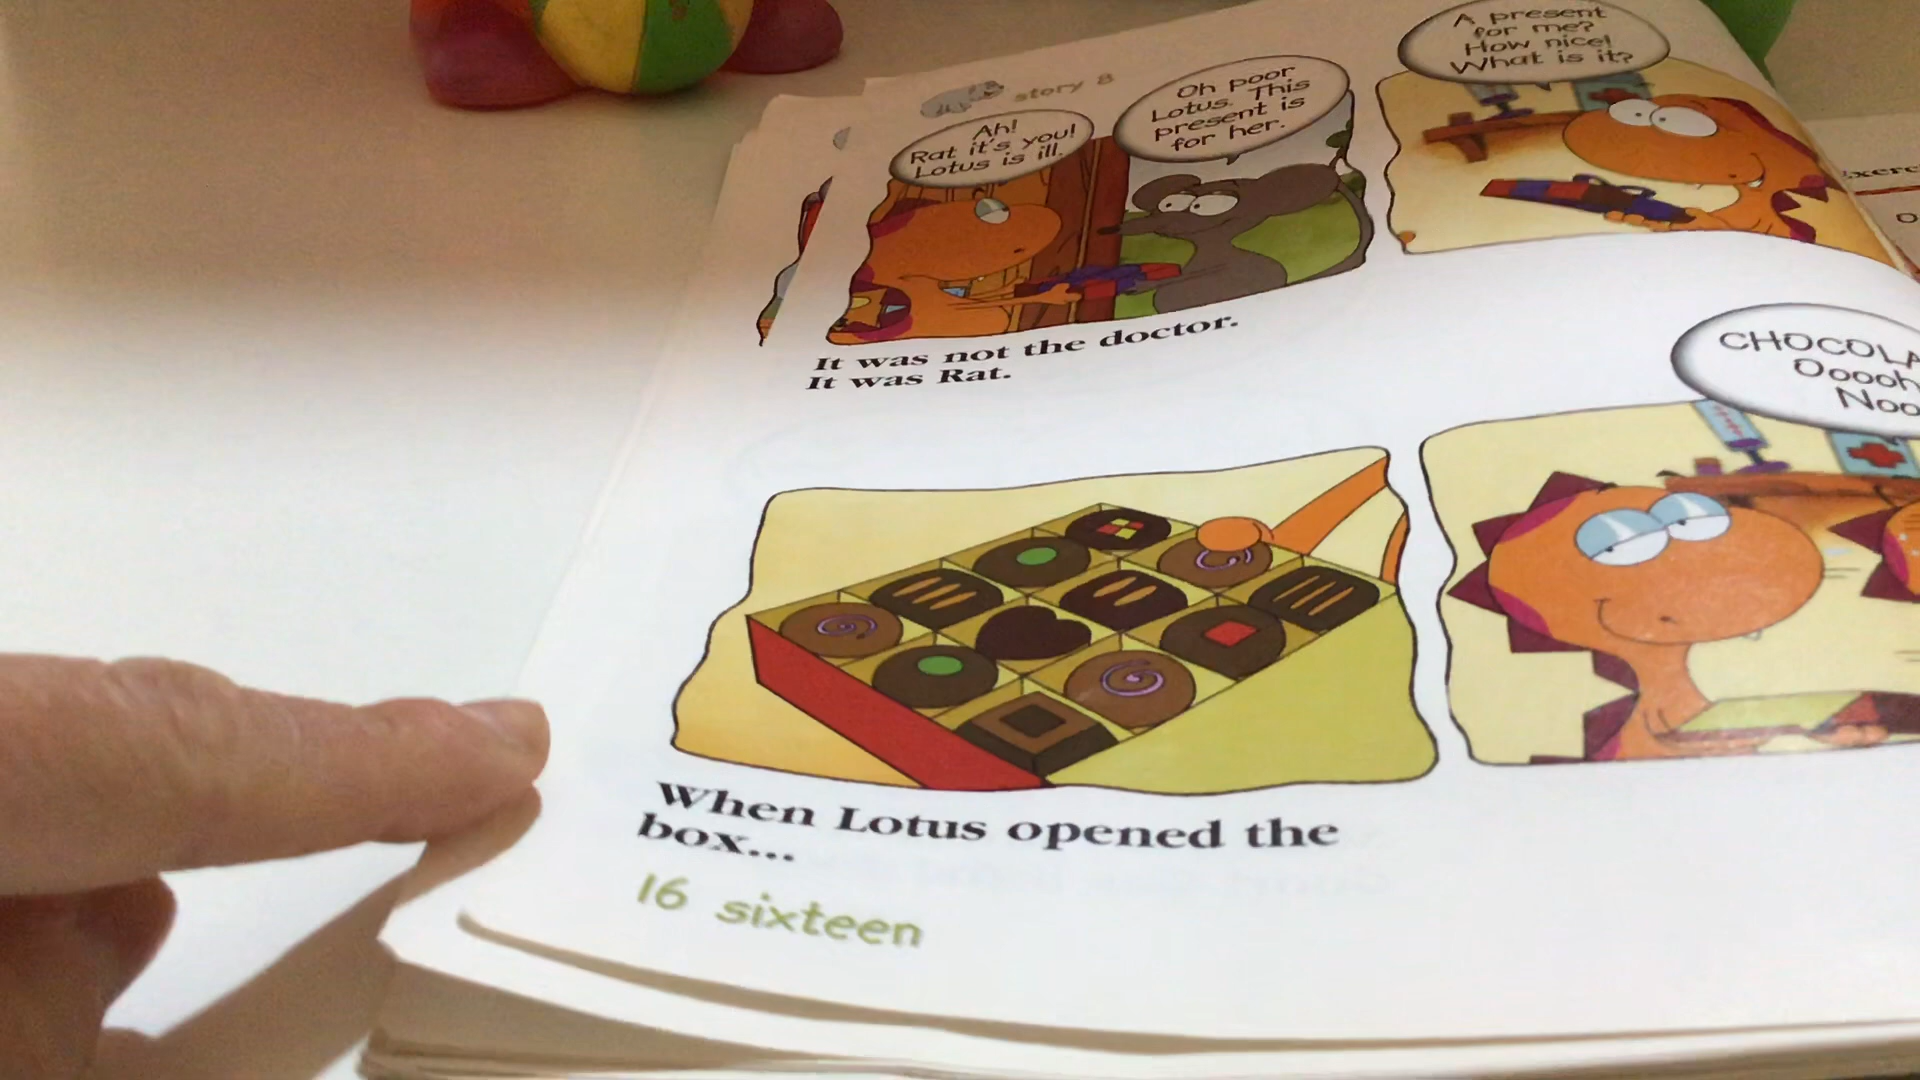 story 8
Ah!
Rat it's you!
Lotus is ill.
Oh poor
Lotus. This
present is
for her.
A present
for me?
How nice!
What is it?
It was not the doctor.
It was Rat.
CHOCOLA
Ooooh
Noo
When Lotus opened the
box...
16 sixteen